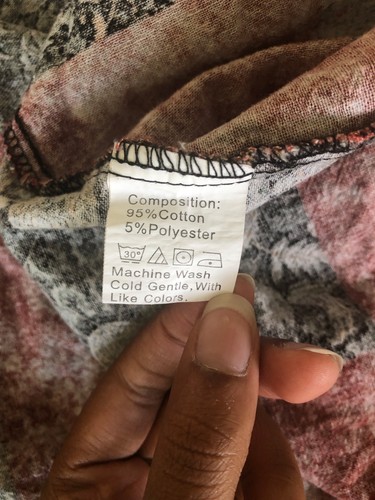 Composition:
95%Cotton
5%Polyester
30°
Machine Wash
Cold Gentle, With
Like Colors.